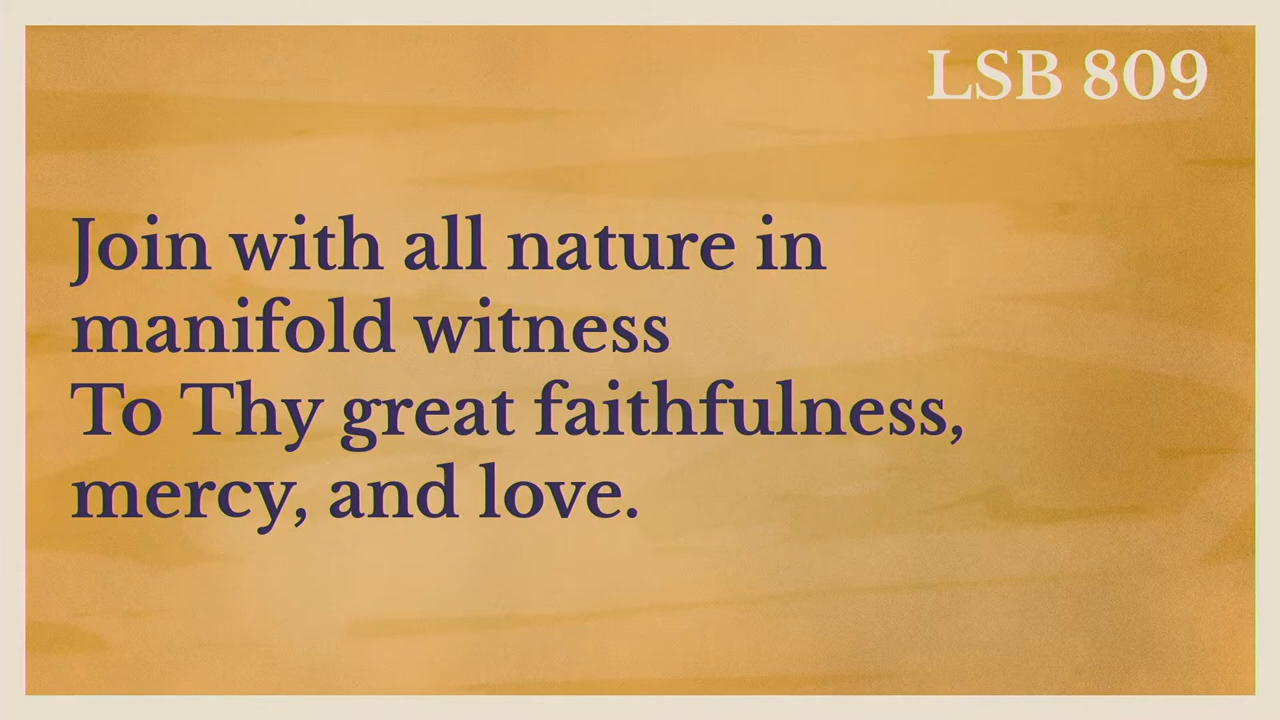 LSB 809
Join with all nature in
manifold witness
To Thy great faithfulness,
mercy, and love.